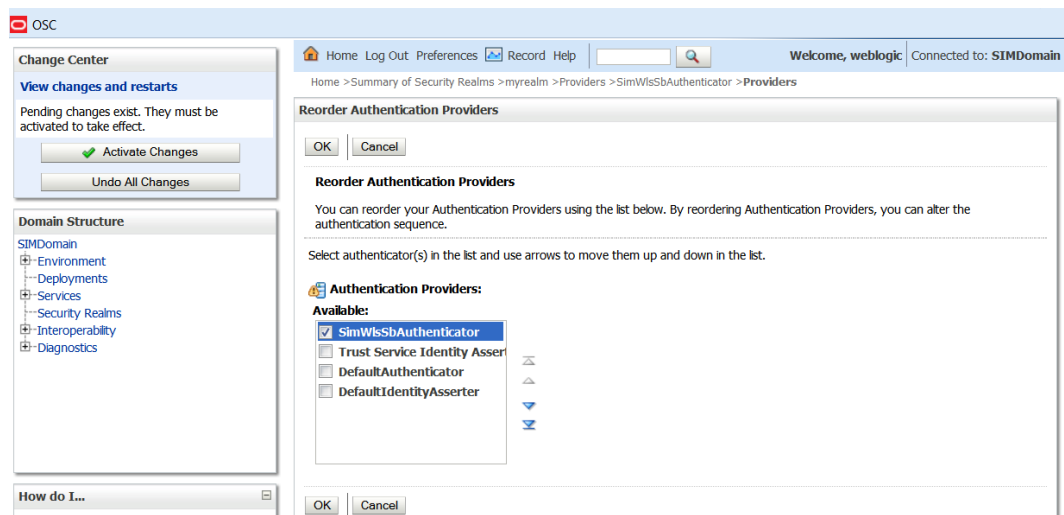 OSC
Change Center
View changes and restarts
Pending changes exist. They must be
activated to take effect.
Activate Changes
Undo All Changes
Domain Structure
SIMDomain
Environment
Deployments
Services
Security Realms
Interoperability
Diagnostics
How do I...
Home Log Out Preferences Record Help
Welcome, weblogic Connected to: SIMDomain
Home >Summary of Security Realms >myrealm >Providers >SimWlsSbAuthenticator >Providers
Reorder Authentication Providers
OK Cancel
Reorder Authentication Providers
You can reorder your Authentication Providers using the list below. By reordering Authentication Providers, you can alter the
authentication sequence.
Select authenticator(s) in the list and use arrows to move them up and down in the list.
Authentication Providers:
Available:
SimWlsSbAuthenticator
Trust Service Identity Assert
DefaultAuthenticator
DefaultIdentityAsserter
OK Cancel